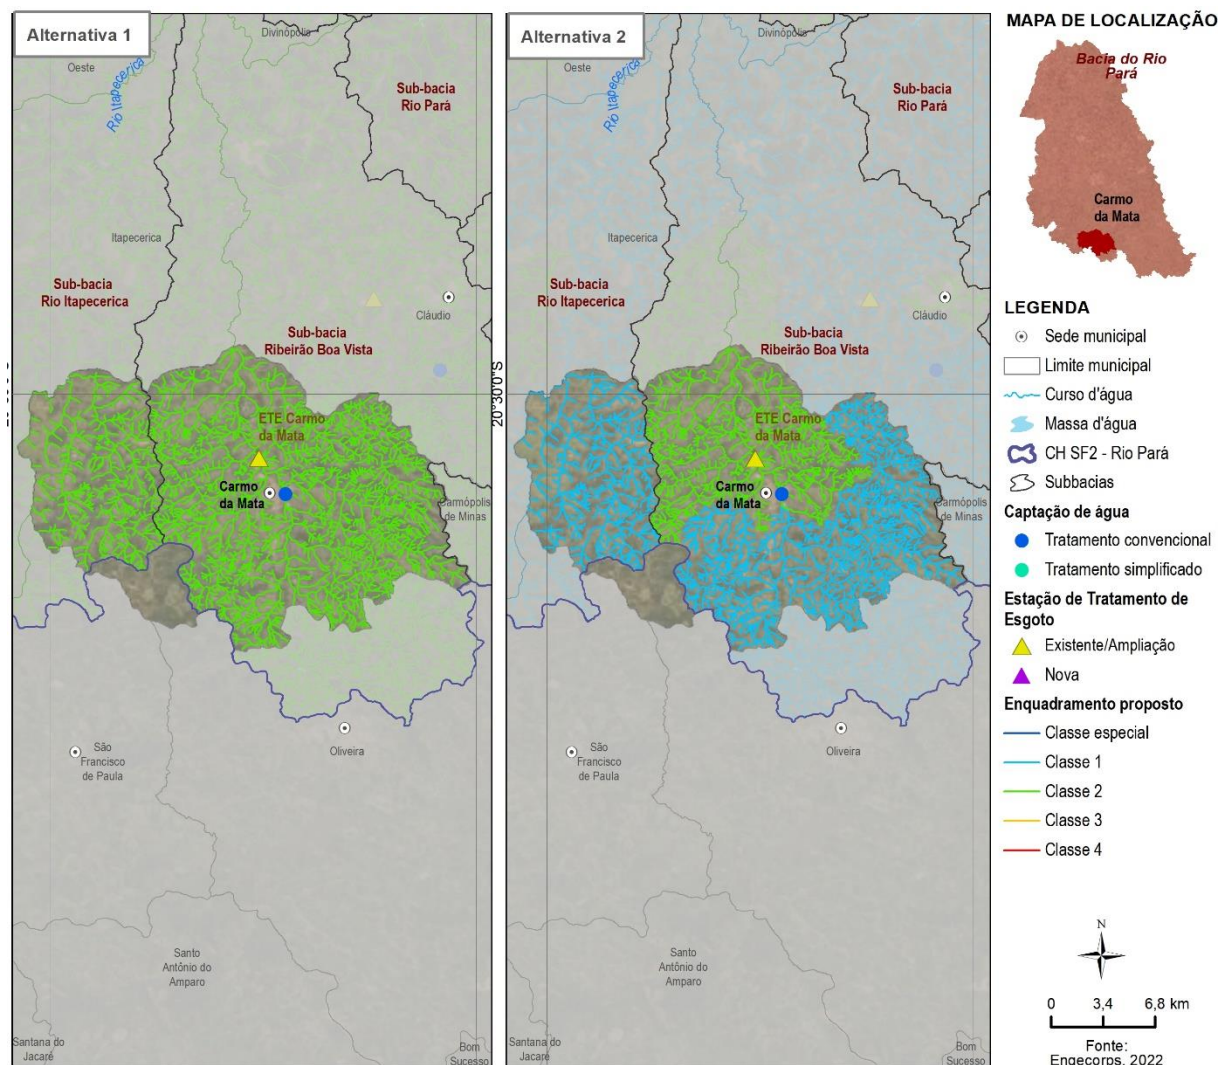 Alternativa 1
Divinópolis
Oeste
Rio Itapecerica
Sub-bacia
Rio Pará
Itapecerica
Sub-bacia
Rio Itapecerica
Cláudio
Sub-bacia
Ribeirão Boa Vista
ETE Carmo
da Mata
Carmo
da Mata
Carmópolis
de Minas
São
Francisco
de Paula
Oliveira
Santo
Antônio do
Amparo
Santana do
Jacaré
Bom
Sucesso
Alternativa 2
Divinópolis
Oeste
Rio Itapecerica
Sub-bacia
Rio Pará
Itapecerica
Sub-bacia
Rio Itapecerica
Cláudio
Sub-bacia
Ribeirão Boa Vista
20°30'0"S
ETE Carmo
da Mata
Carmo
da Mata
Carmópolis
de Minas
São
Francisco
de Paula
Oliveira
Santo
Antônio do
Amparo
Santana do
Jacaré
Bom
Sucesso
MAPA DE LOCALIZAÇÃO
Bacia do Rio
Pará
Carmo
da Mata
LEGENDA
Sede municipal
Limite municipal
Curso d'água
Massa d'água
CH SF2 - Rio Pará
Subbacias
Captação de água
Tratamento convencional
Tratamento simplificado
Estação de Tratamento de
Esgoto
Existente/Ampliação
Nova
Enquadramento proposto
Classe especial
Classe 1
Classe 2
Classe 3
Classe 4
N
0 3,4 6,8 km
Fonte:
Engecorps, 2022